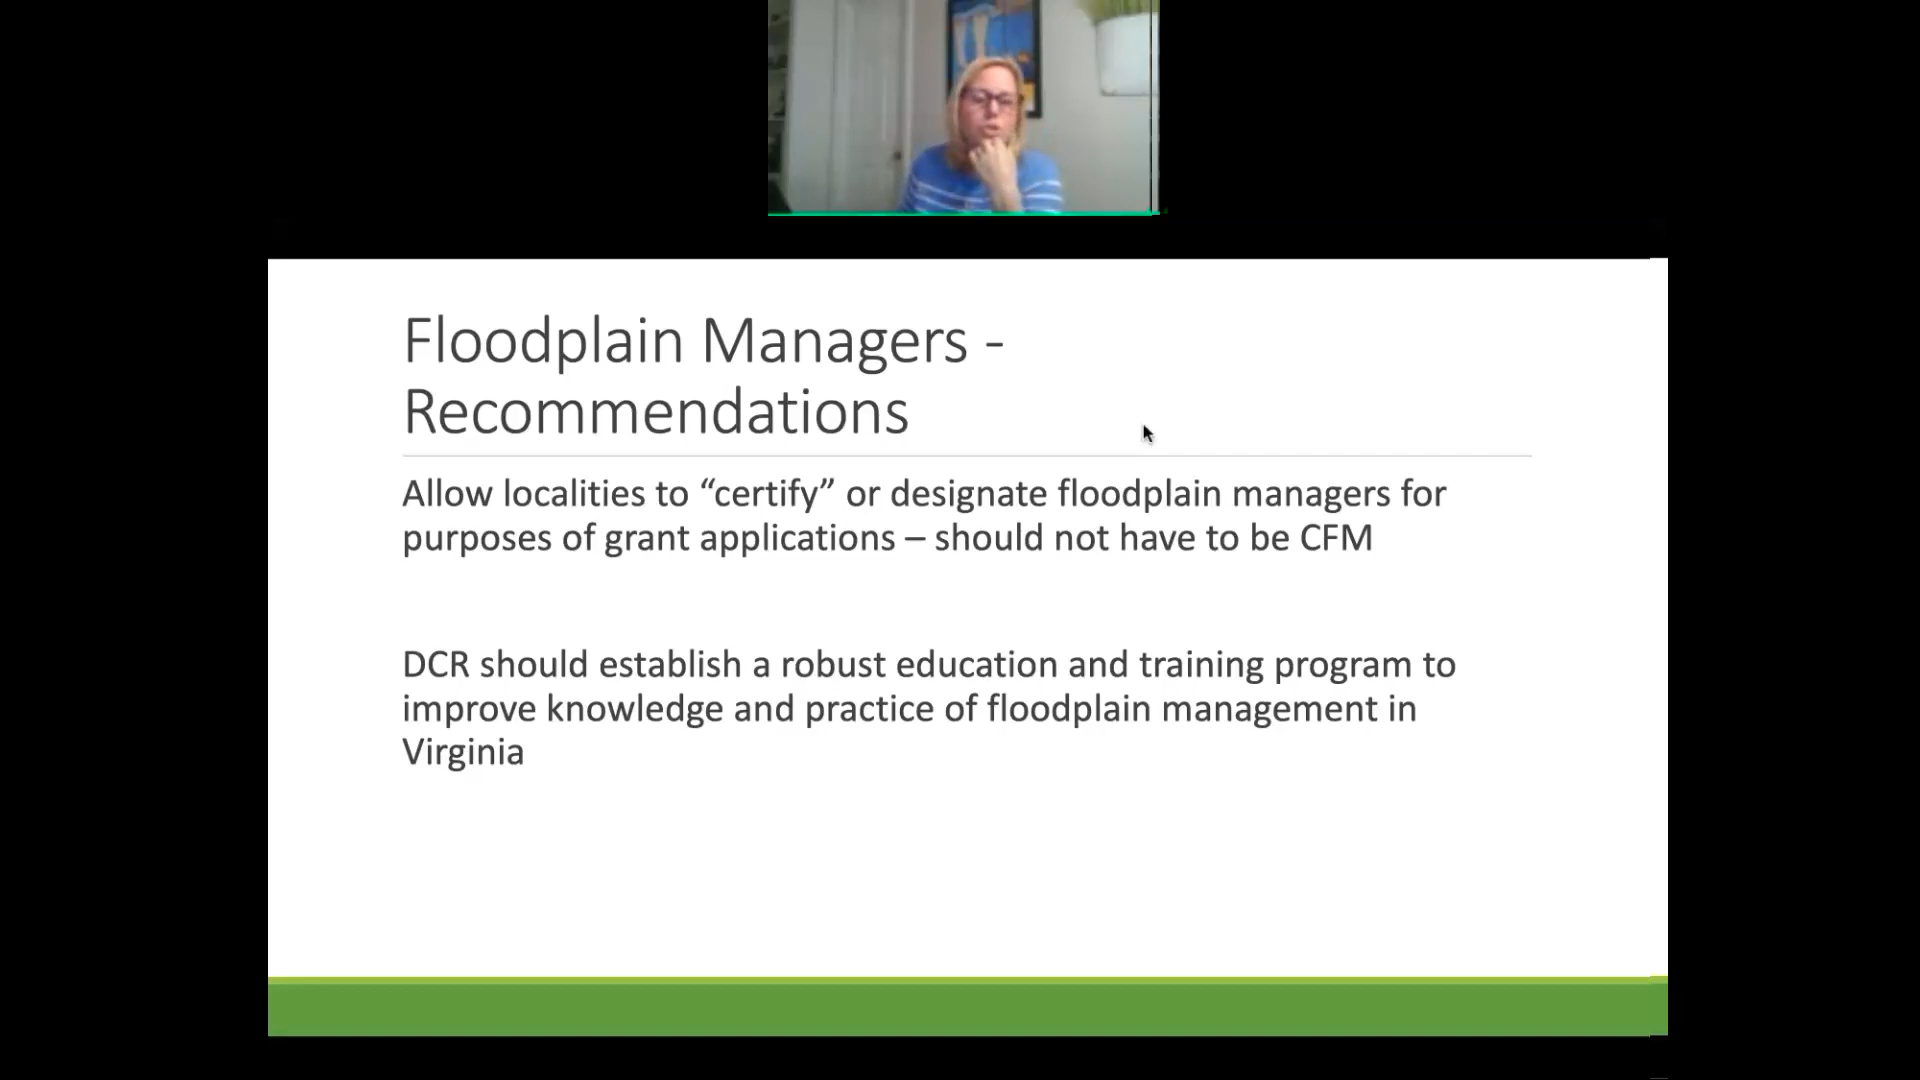 Floodplain Managers -
Recommendations
Allow localities to “certify” or designate floodplain managers for
purposes of grant applications – should not have to be CFM
DCR should establish a robust education and training program to
improve knowledge and practice of floodplain management in
Virginia